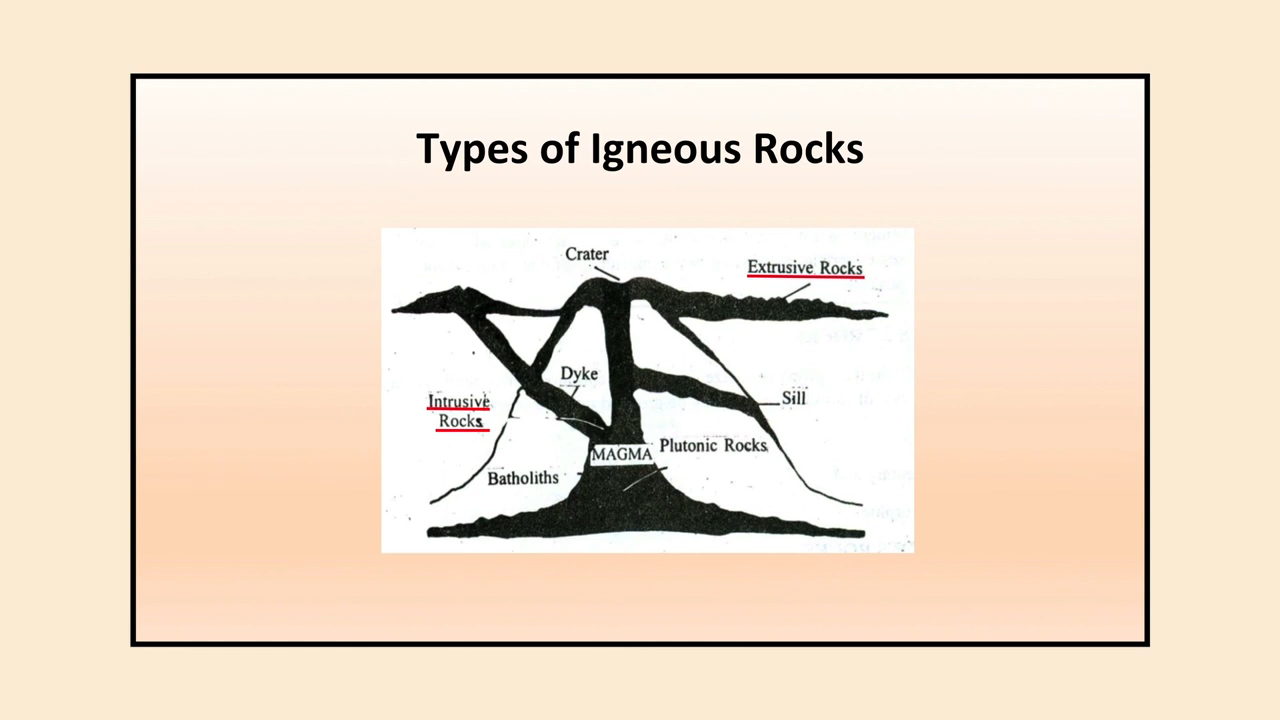 Types of Igneous Rocks
Crater
Extrusive Rocks
Dyke
Intrusive
Rocks
Sill
MAGMA
Plutonic Rocks
Batholiths